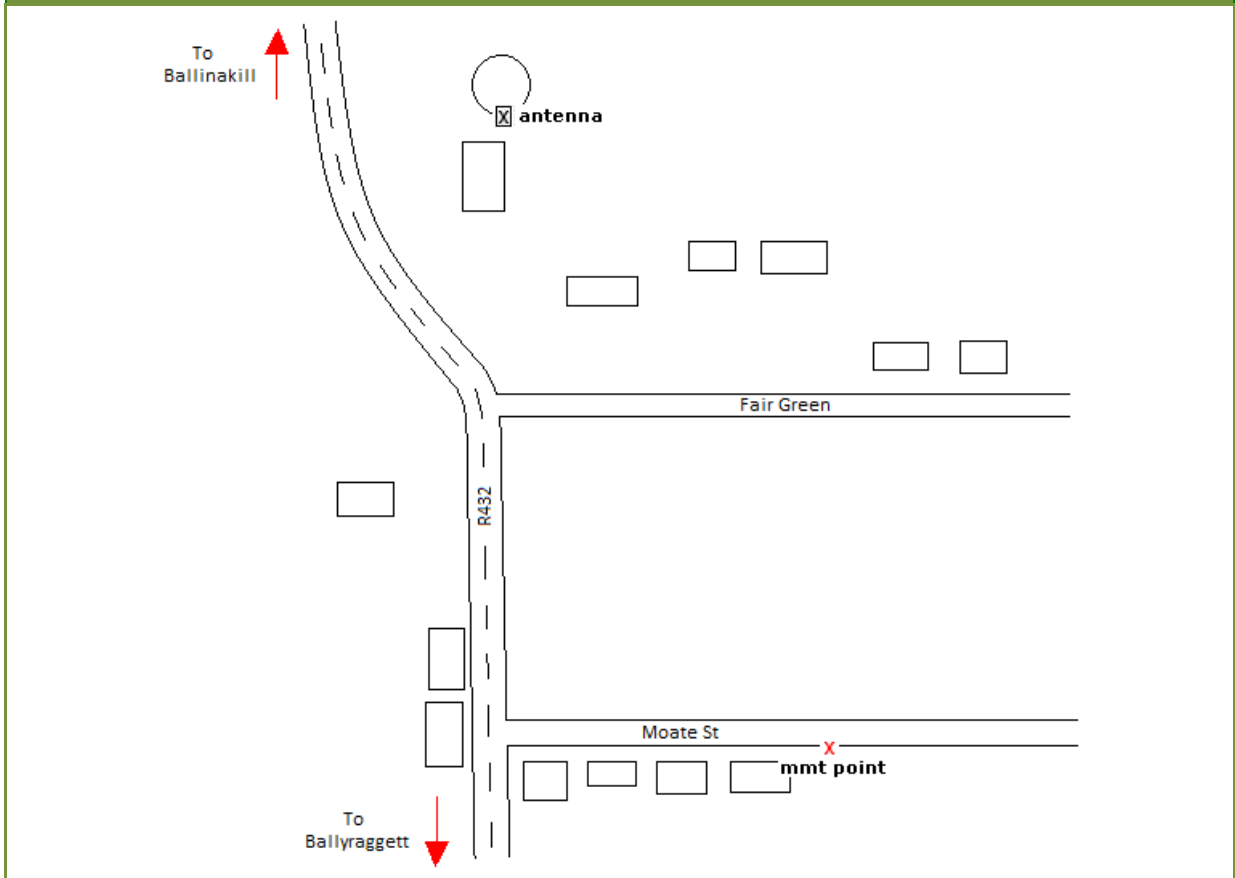 To
Ballinakill
X antenna
Fair Green
R432
Moate St
X
mmt point
To
Ballyraggett